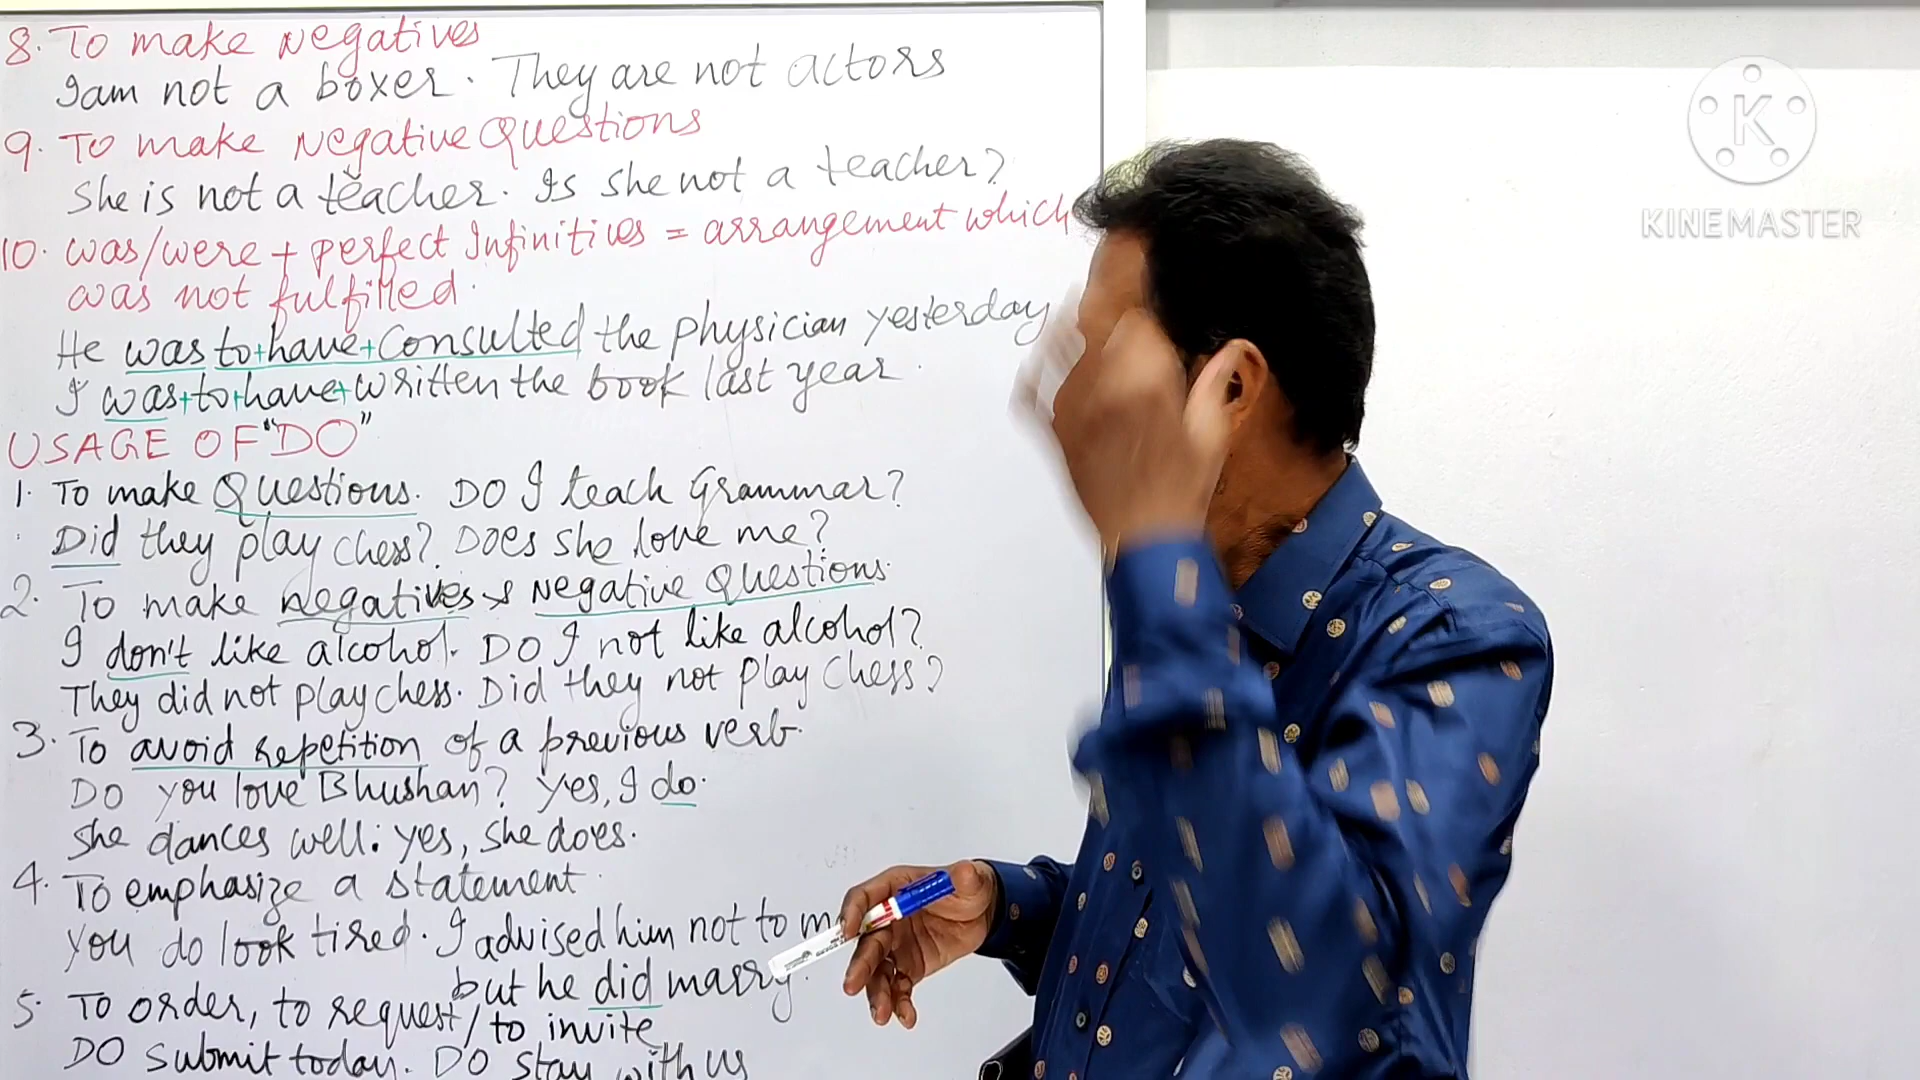 8. To make Negatives
I am not a boxer. They are not actors
9. To make Negative Questions
She is not a teacher. Is she not a teacher?
10. was/were + perfect Infinitives = arrangement which
was not fulfilled.
He was to+have+Consulted the physician yesterday
I was+to+have+written the book last year.
USAGE OF "DO"
1. To make Questions. DO I teach Grammar?
Did they play chess? Does she love me?
2. To make negatives & Negative Questions.
I don't like alcohol. DO I not like alcohol?
They did not play chess. Did they not play chess?
3. To avoid repetition of a previous verb.
DO you love Bhushan? Yes, I do.
She dances well: Yes, She does.
4. To emphasize a statement.
You do look tired. I advised him not to
but he did marry.
5. To order, to request/to invite
DO submit today. DO stay with us
K
KINEMASTER